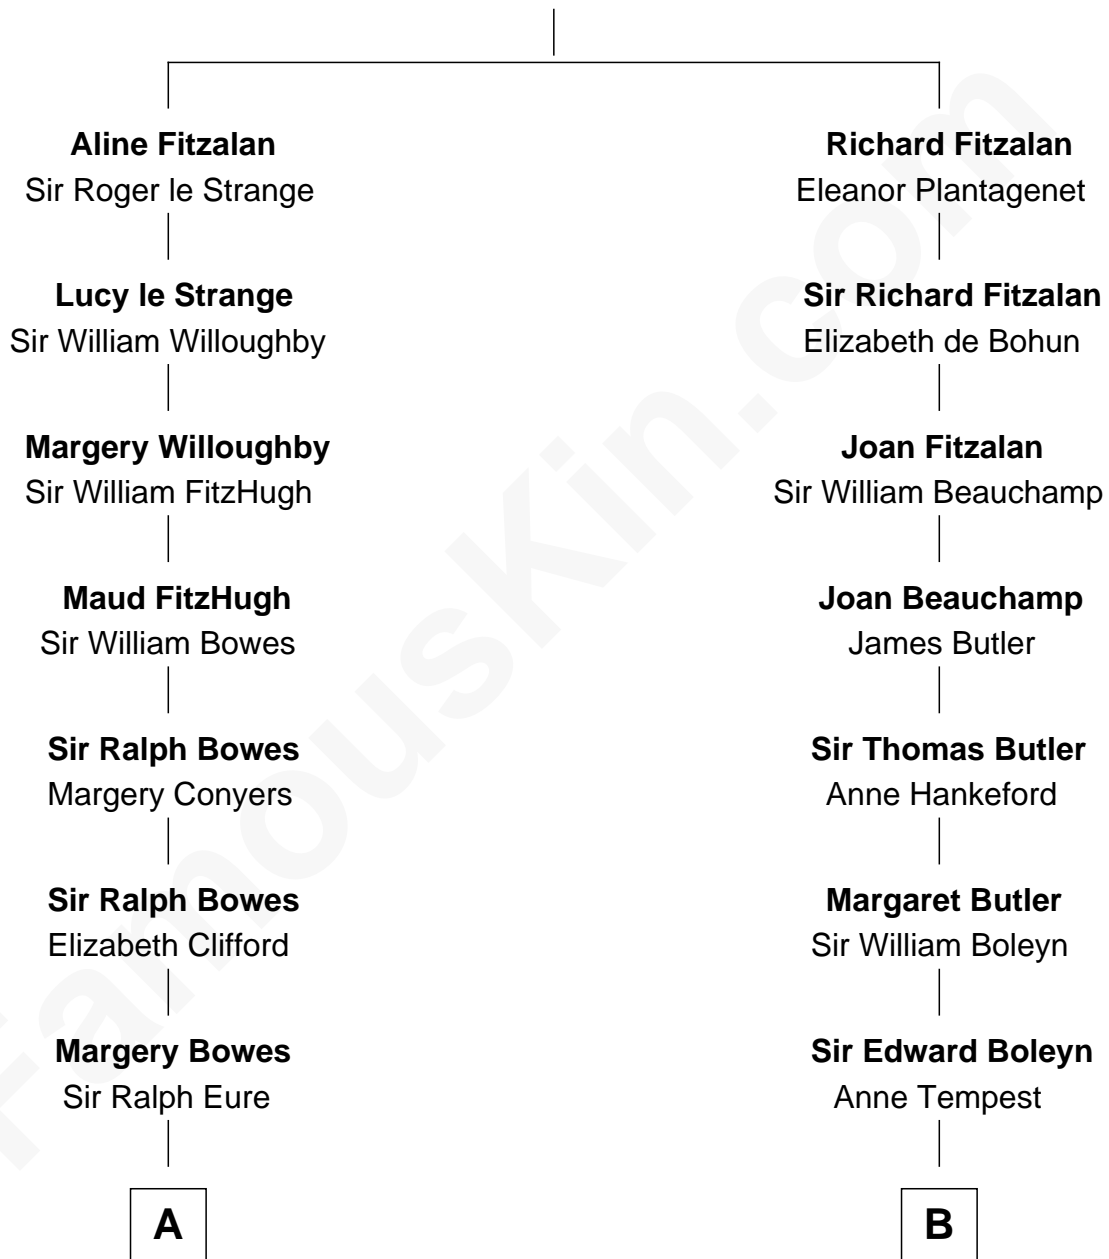 Aline Fitzalan
Sir Roger le Strange
Lucy le Strange
Sir William Willoughby
Margery Willoughby
Sir William FitzHugh
Maud FitzHugh
Sir William Bowes
Sir Ralph Bowes
Margery Conyers
Sir Ralph Bowes
Elizabeth Clifford
Margery Bowes
Sir Ralph Eure
A
Richard Fitzalan
Eleanor Plantagenet
Sir Richard Fitzalan
Elizabeth de Bohun
Joan Fitzalan
Sir William Beauchamp
Joan Beauchamp
James Butler
Sir Thomas Butler
Anne Hankeford
Margaret Butler
Sir William Boleyn
Sir Edward Boleyn
Anne Tempest
B
FamousKin.com